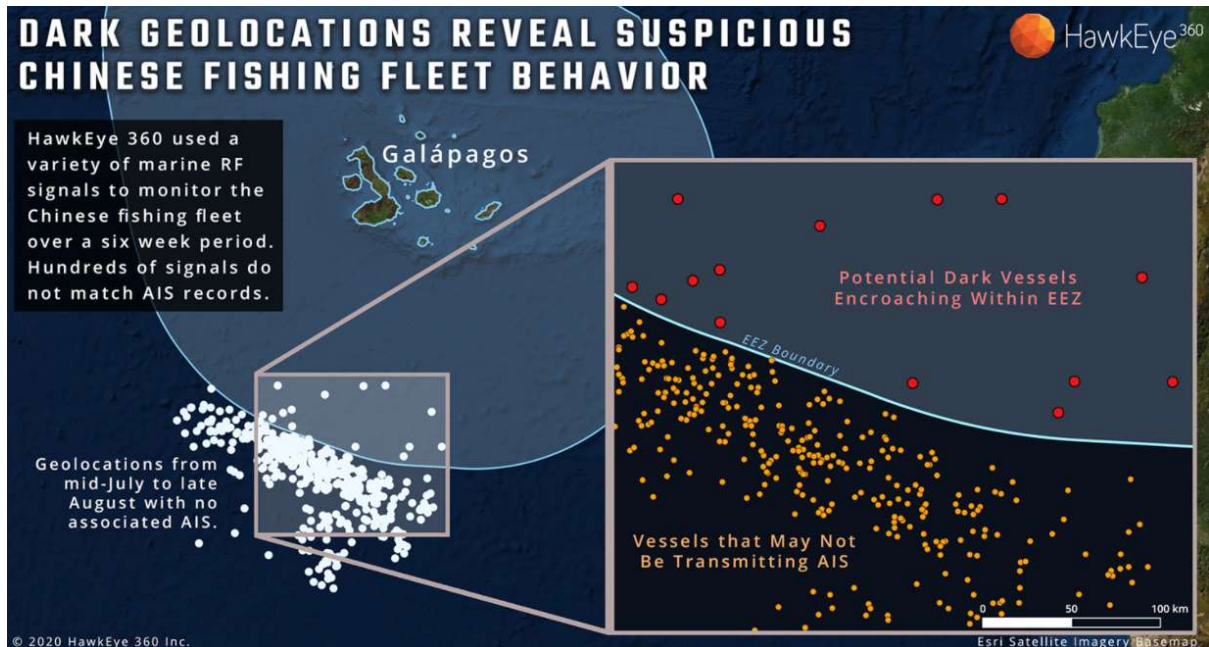 DARK GEOLOCATIONS REVEAL SUSPICIOUS
CHINESE FISHING FLEET BEHAVIOR
HawkEye360
HawkEye 360 used a
variety of marine RF
signals to monitor the
Chinese fishing fleet
over a six week period.
Hundreds of signals do
not match AIS records.
Galápagos
Potential Dark Vessels
Encroaching Within EEZ
EEZ Boundary
Geolocations from
mid-July to late
August with no
associated AIS.
Vessels that May Not
Be Transmitting AIS
0 50 100 km
© 2020 HawkEye 360 Inc.
Esri Satellite Imagery Basemap